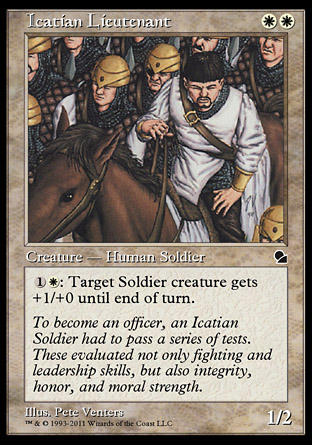 Icatian Lieutenant
Creature — Human Soldier
1: Target Soldier creature gets
+1/+0 until end of turn.
To become an officer, an Icatian
Soldier had to pass a series of tests.
These evaluated not only fighting and
leadership skills, but also integrity,
honor, and moral strength.
Illus. Pete Venters
1/2
™ & © 1993-2011 Wizards of the Coast LLC